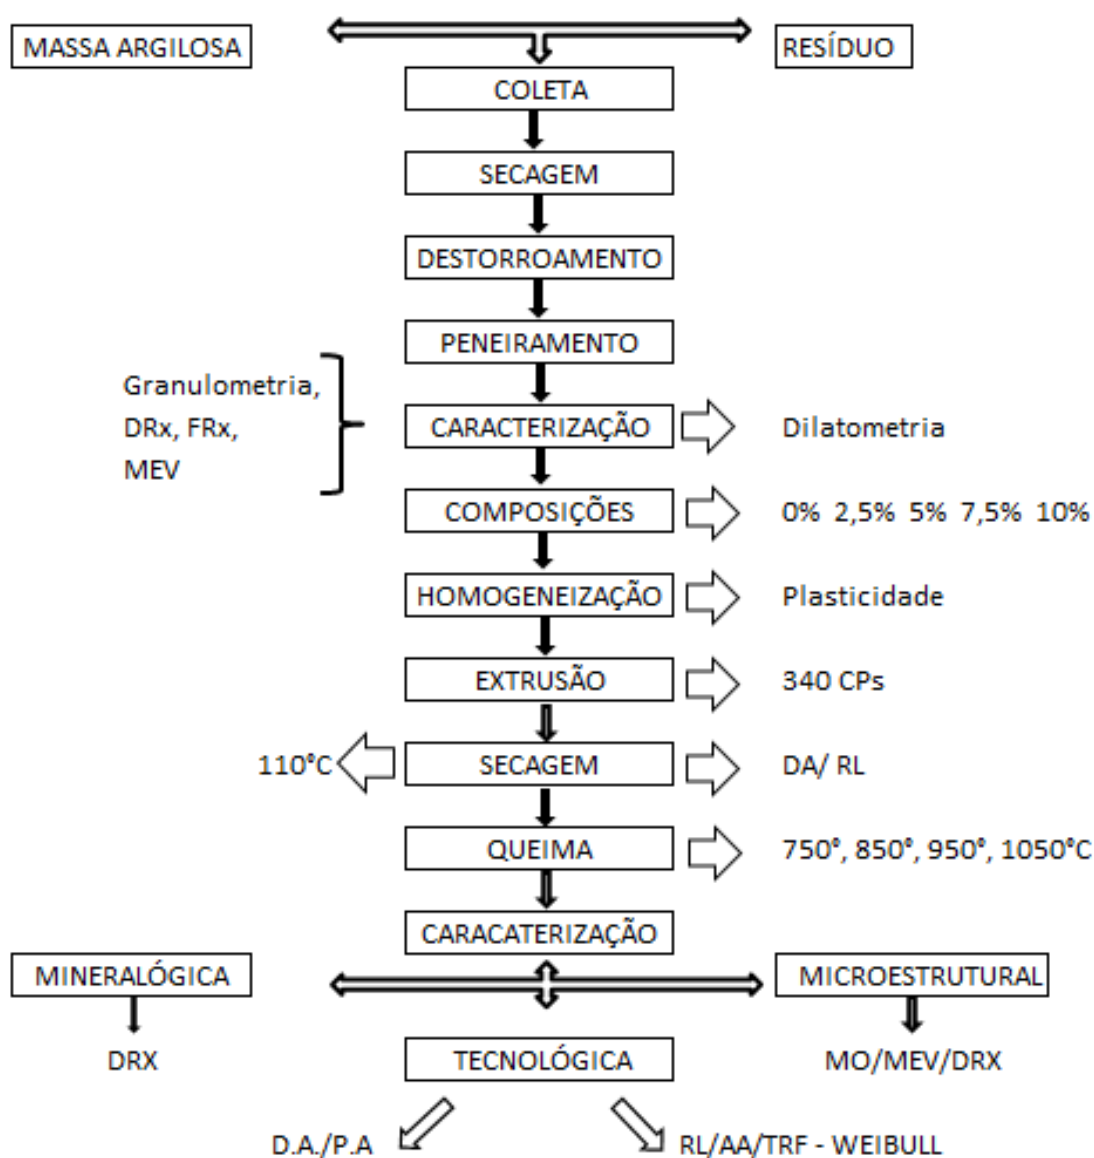 MASSA ARGILOSA
RESÍDUO
COLETA
SECAGEM
DESTORROAMENTO
PENEIRAMENTO
Granulometria,
DRx, FRx,
MEV
CARACTERIZAÇÃO
Dilatometria
COMPOSIÇÕES
0% 2,5% 5% 7,5% 10%
HOMOGENEIZAÇÃO
Plasticidade
EXTRUSÃO
340 CPs
110°C
SECAGEM
DA/ RL
QUEIMA
750°, 850°, 950°, 1050°C
CARACATERIZAÇÃO
MINERALÓGICA
MICROESTRUTURAL
DRX
TECNOLÓGICA
MO/MEV/DRX
D.A./P.A
RL/AA/TRF - WEIBULL